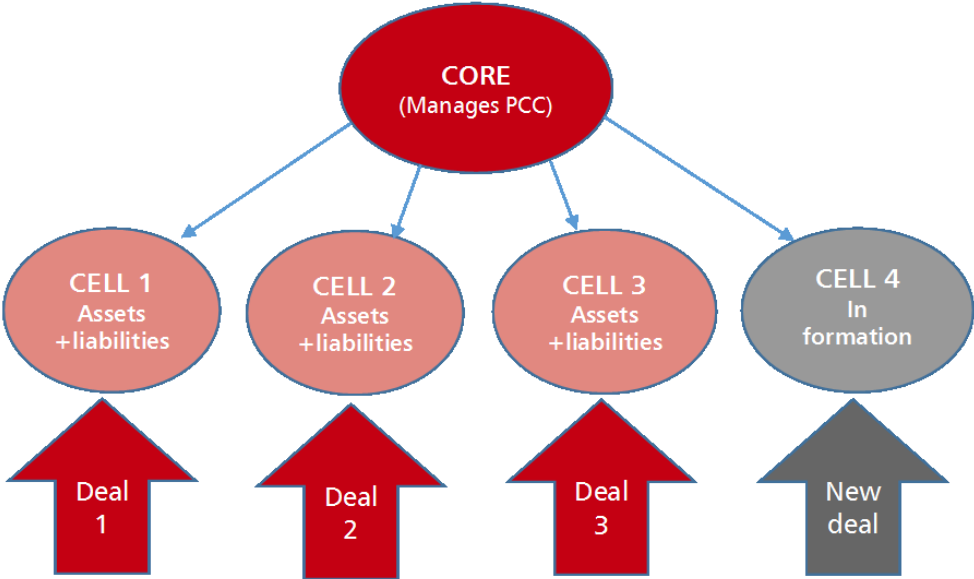 CORE
(Manages PCC)
CELL 1
Assets
+liabilities
CELL 2
Assets
+liabilities
CELL 3
Assets
+liabilities
CELL 4
In
formation
Deal
1
Deal
2
Deal
3
New
deal